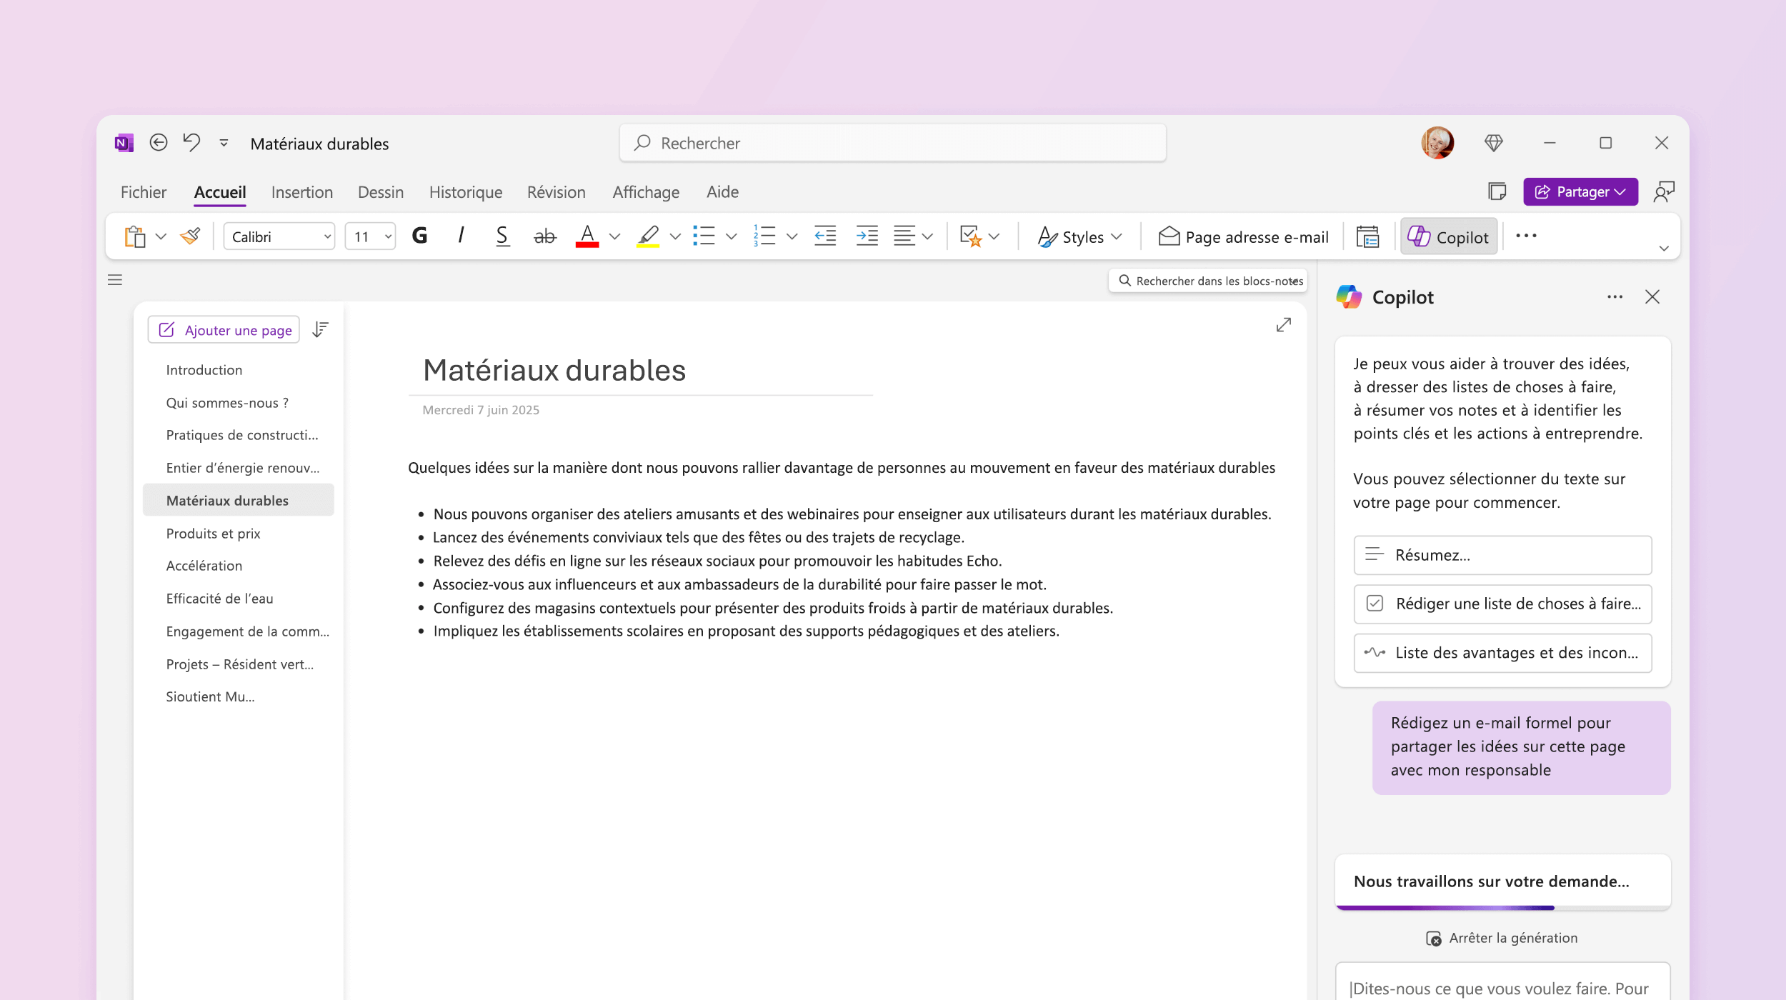 Matériaux durables
Rechercher
Fichier Accueil Insertion Dessin Historique Révision Affichage Aide
Partager
Calibri 11 G I S ab A Styles Page adresse e-mail Copilot
Rechercher dans les blocs-notes
Ajouter une page
Introduction
Qui sommes-nous ?
Pratiques de constructi...
Entier d’énergie renouv...
Matériaux durables
Produits et prix
Accélération
Efficacité de l’eau
Engagement de la comm...
Projets – Résident vert...
Sioutient Mu...
Matériaux durables
Mercredi 7 juin 2025
Quelques idées sur la manière dont nous pouvons rallier davantage de personnes au mouvement en faveur des matériaux durables
• Nous pouvons organiser des ateliers amusants et des webinaires pour enseigner aux utilisateurs durant les matériaux durables.
• Lancez des événements conviviaux tels que des fêtes ou des trajets de recyclage.
• Relevez des défis en ligne sur les réseaux sociaux pour promouvoir les habitudes Echo.
• Associez-vous aux influenceurs et aux ambassadeurs de la durabilité pour faire passer le mot.
• Configurez des magasins contextuels pour présenter des produits froids à partir de matériaux durables.
• Impliquez les établissements scolaires en proposant des supports pédagogiques et des ateliers.
Copilot
Je peux vous aider à trouver des idées,
à dresser des listes de choses à faire,
à résumer vos notes et à identifier les
points clés et les actions à entreprendre.
Vous pouvez sélectionner du texte sur
votre page pour commencer.
Résumez...
Rédiger une liste de choses à faire...
Liste des avantages et des incon...
Rédigez un e-mail formel pour
partager les idées sur cette page
avec mon responsable
Nous travaillons sur votre demande...
Arrêter la génération
Dites-nous ce que vous voulez faire. Pour